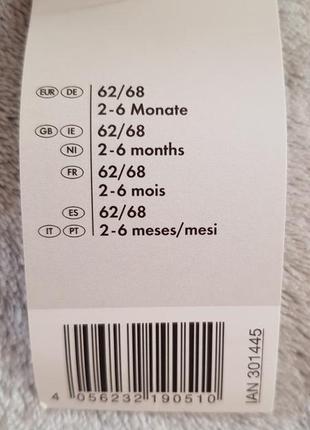 EUR DE 62/68
2-6 Monate
GB IE 62/68
NI 2-6 months
FR 62/68
2-6 mois
ES 62/68
IT PT 2-6 meses/mesi
4 056232 190510
IAN 301445